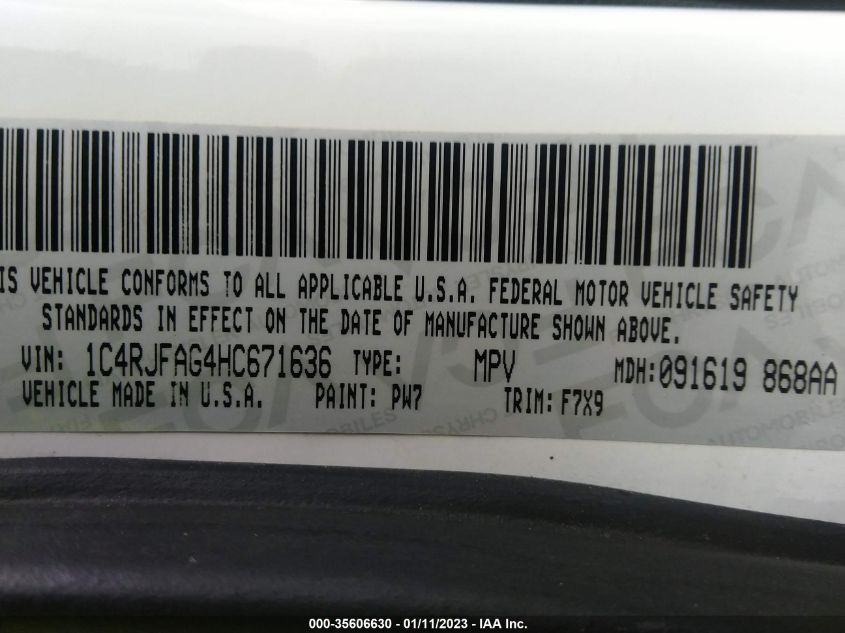 IS VEHICLE CONFORMS TO ALL APPLICABLE U.S.A. FEDERAL MOTOR VEHICLE SAFETY
STANDARDS IN EFFECT ON THE DATE OF MANUFACTURE SHOWN ABOVE.
VIN: 1C4RJFAG4HC671636 TYPE: MPV MDH:091619 868AA
VEHICLE MADE IN U.S.A. PAINT: PW7 TRIM: F7X9
000-35606630 - 01/11/2023 - IAA Inc.